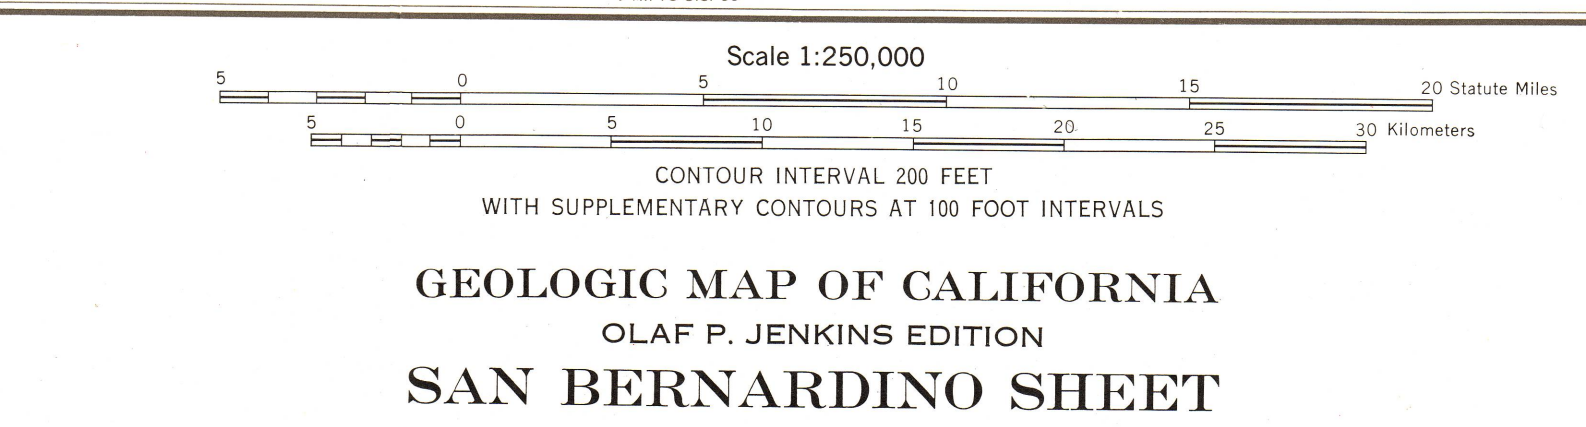 Scale 1:250,000
5 0 5 10 15 20 Statute Miles
5 0 5 10 15 20 25 30 Kilometers
CONTOUR INTERVAL 200 FEET
WITH SUPPLEMENTARY CONTOURS AT 100 FOOT INTERVALS
GEOLOGIC MAP OF CALIFORNIA
OLAF P. JENKINS EDITION
SAN BERNARDINO SHEET